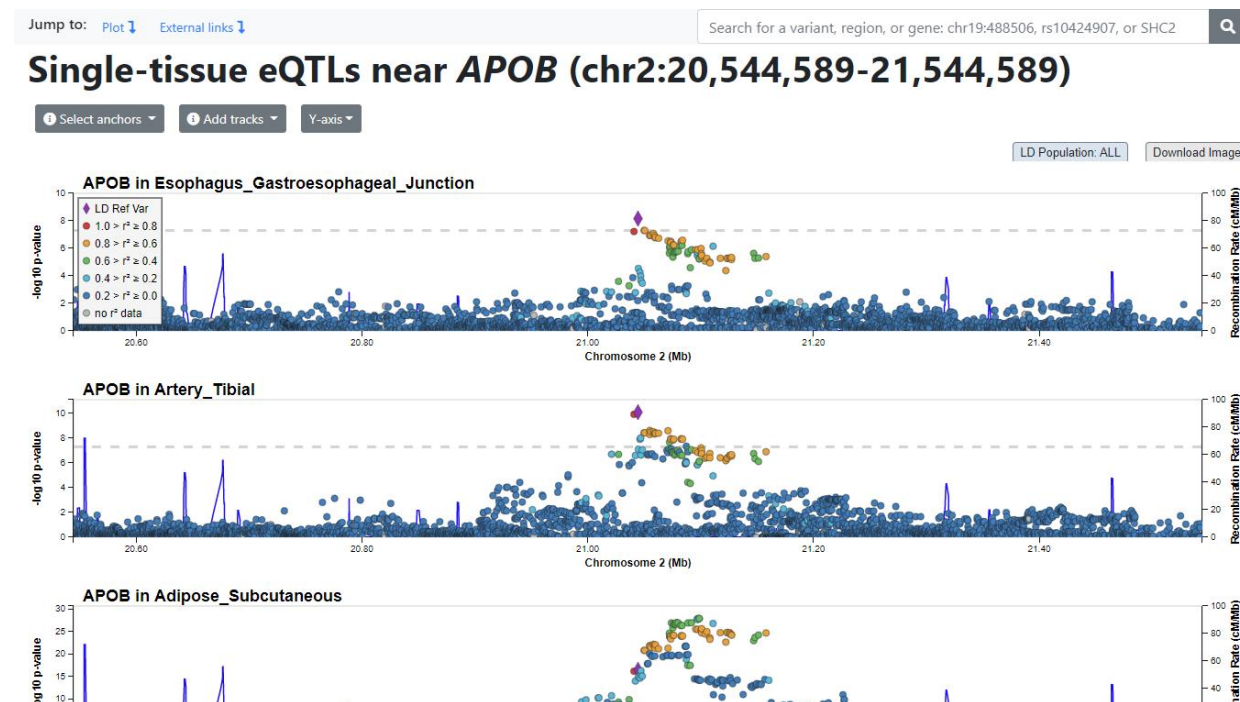 Jump to: Plot External links
Search for a variant, region, or gene: chr19:488506, rs10424907, or SHC2
Single-tissue eQTLs near APOB (chr2:20,544,589-21,544,589)
Select anchors Add tracks Y-axis
LD Population: ALL Download Image
APOB in Esophagus_Gastroesophageal_Junction
LD Ref Var
1.0 > r² ≥ 0.8
0.8 > r² ≥ 0.6
0.6 > r² ≥ 0.4
0.4 > r² ≥ 0.2
0.2 > r² ≥ 0.0
no r² data
10
8
6
4
2
0
-log10 p-value
100
80
60
40
20
0
Recombination Rate (cM/Mb)
20.60 20.80 21.00 21.20 21.40
Chromosome 2 (Mb)
APOB in Artery_Tibial
10
8
6
4
2
0
-log10 p-value
100
80
60
40
20
0
Recombination Rate (cM/Mb)
20.60 20.80 21.00 21.20 21.40
Chromosome 2 (Mb)
APOB in Adipose_Subcutaneous
30
25
20
15
10
og10 p-value
100
80
60
40
nation Rate (cM/Mb)